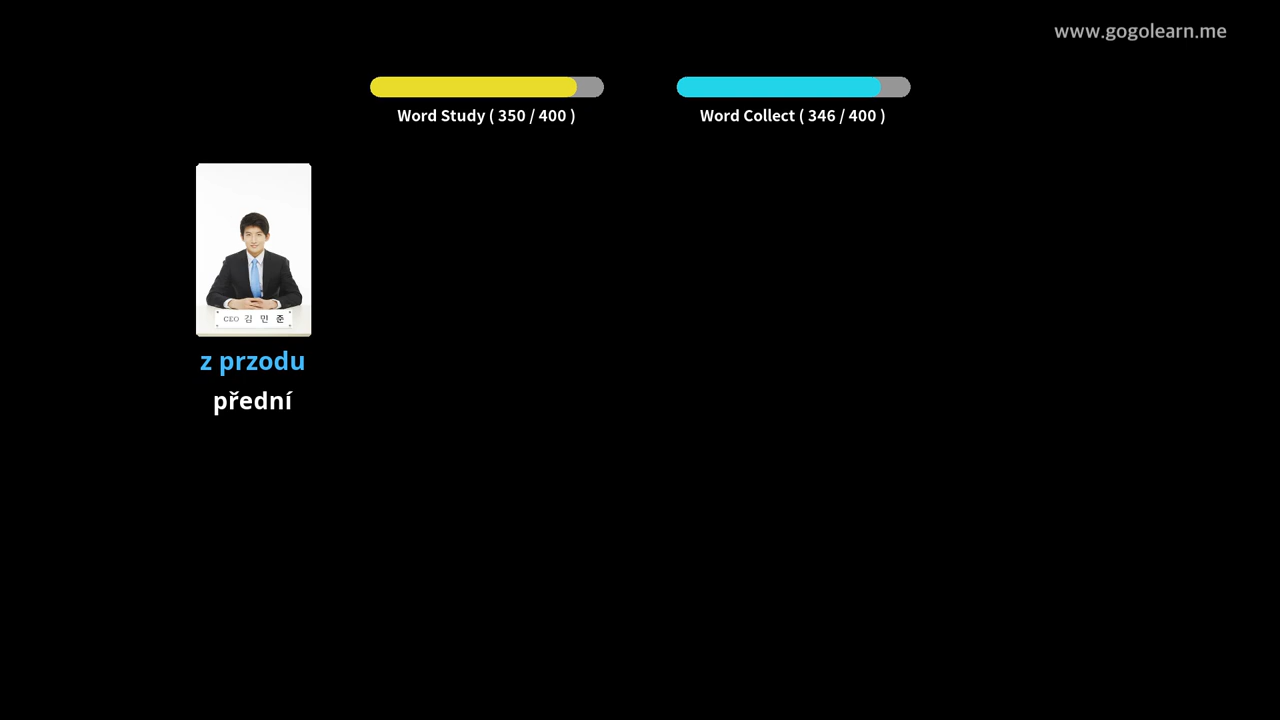 www.gogolearn.me
Word Study ( 350 / 400 )
Word Collect ( 346 / 400 )
CEO 김 민 준
z przodu
přední